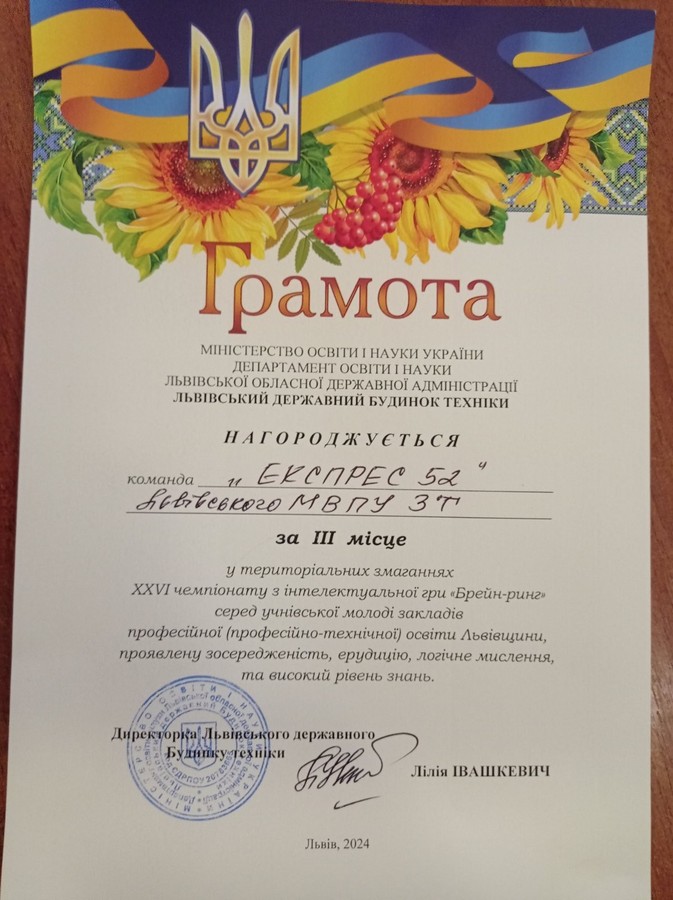 Грамота
МІНІСТЕРСТВО ОСВІТИ І НАУКИ УКРАЇНИ
ДЕПАРТАМЕНТ ОСВІТИ І НАУКИ
ЛЬВІВСЬКОЇ ОБЛАСНОЇ ДЕРЖАВНОЇ АДМІНІСТРАЦІЇ
ЛЬВІВСЬКИЙ ДЕРЖАВНИЙ БУДИНОК ТЕХНІКИ
НАГОРОДЖУЄТЬСЯ
команда „ ЕКСПРЕС 52 "
Львівського МВПУ ЗТ
за III місце
у територіальних змаганнях
XXVI чемпіонату з інтелектуальної гри «Брейн-ринг»
серед учнівської молоді закладів
професійної (професійно-технічної) освіти Львівщини,
проявлену зосередженість, ерудицію, логічне мислення,
та високий рівень знань.
Директорка Львівського державного
Будинку техніки
Лілія ІВАШКЕВИЧ
Львів, 2024